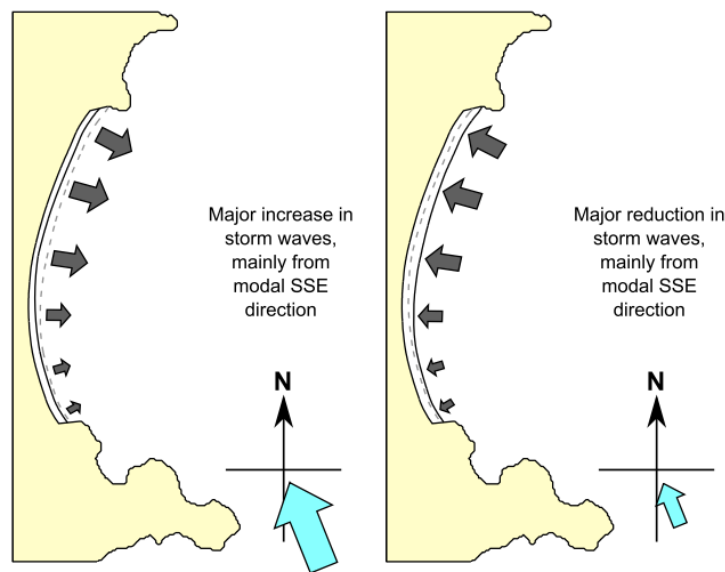 Major increase in
storm waves,
mainly from
modal SSE
direction
N
Major reduction in
storm waves,
mainly from
modal SSE
direction
N